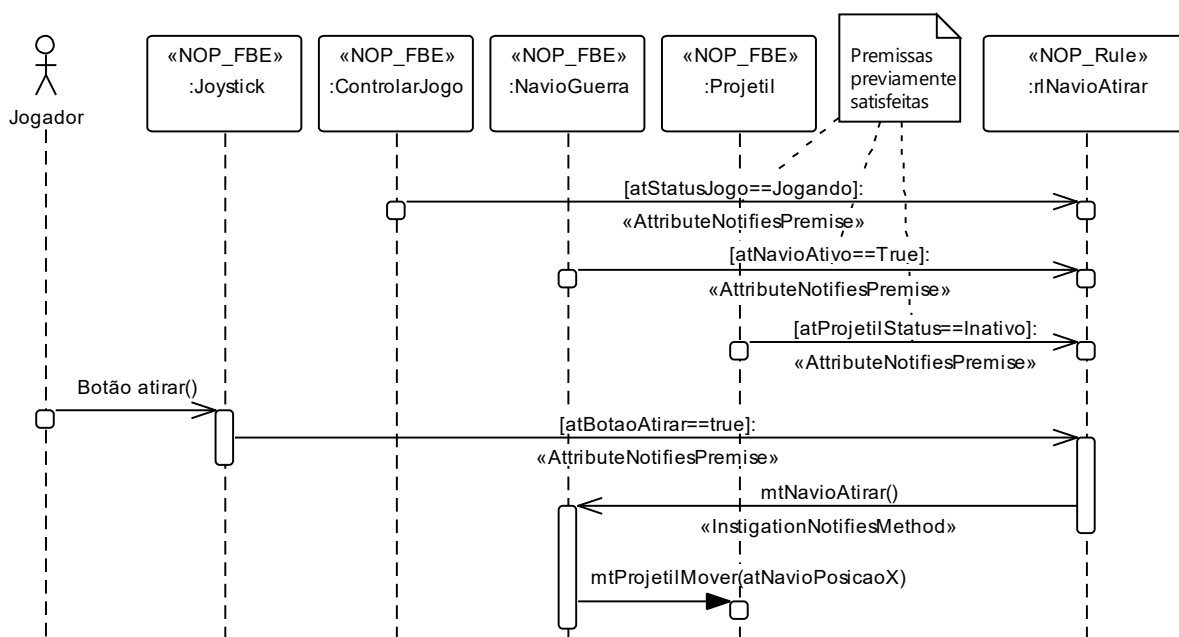 «NOP_FBE»
:Joystick
«NOP_FBE»
:ControlarJogo
«NOP_FBE»
:NavioGuerra
«NOP_FBE»
:Projetil
Premissas
previamente
satisfeitas
«NOP_Rule»
:rlNavioAtirar
Jogador
[atStatusJogo==Jogando]:
«AttributeNotifiesPremise»
[atNavioAtivo==True]:
«AttributeNotifiesPremise»
[atProjetilStatus==Inativo]:
«AttributeNotifiesPremise»
Botão atirar()
[atBotaoAtirar==true]:
«AttributeNotifiesPremise»
mtNavioAtirar()
«InstigationNotifiesMethod»
mtProjetilMover(atNavioPosicaoX)